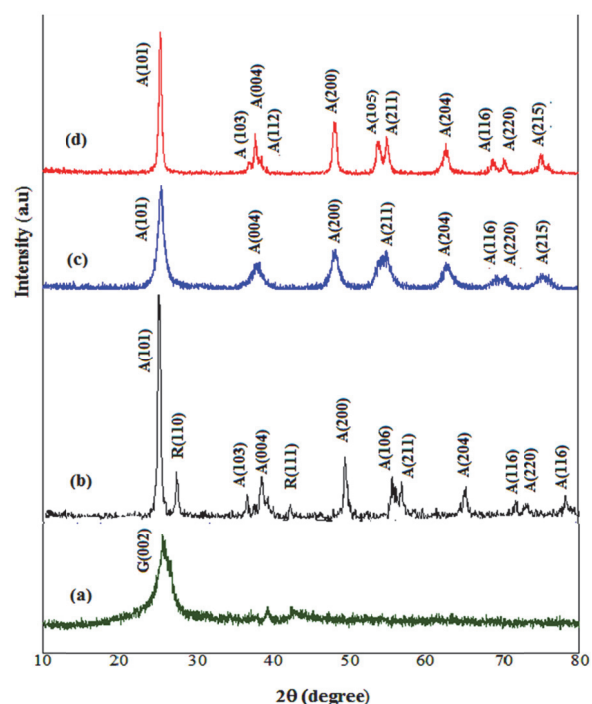 A(101)
A (103)
A(004)
A(112)
A(200)
A(105)
A(211)
A(204)
A(116)
A(220)
A(215)
(d)
A(101)
A(004)
A(200)
A(211)
A(204)
A(116)
A(220)
A(215)
(c)
A(101)
R(110)
A(103)
A(004)
R(111)
A(200)
A(106)
A(211)
A(204)
A(116)
A(220)
A(116)
(b)
G(002)
(a)
Intensity (a.u)
10 20 30 40 50 60 70 80
2θ (degree)